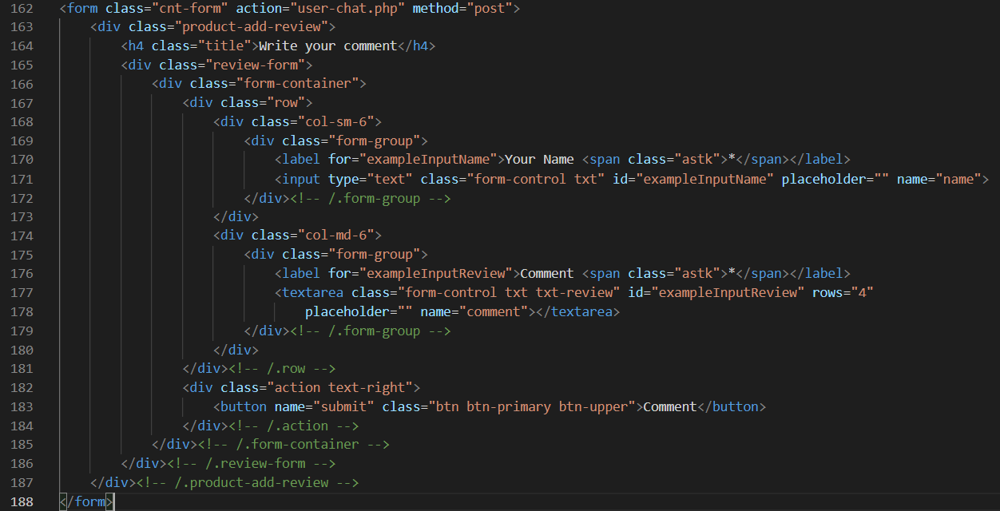 162 <form class="cnt-form" action="user-chat.php" method="post">
163 <div class="product-add-review">
164 <h4 class="title">Write your comment</h4>
165 <div class="review-form">
166 <div class="form-container">
167 <div class="row">
168 <div class="col-sm-6">
169 <div class="form-group">
170 <label for="exampleInputName">Your Name <span class="astk">*</span></label>
171 <input type="text" class="form-control txt" id="exampleInputName" placeholder="" name="name">
172 </div><!-- /.form-group -->
173 </div>
174 <div class="col-md-6">
175 <div class="form-group">
176 <label for="exampleInputReview">Comment <span class="astk">*</span></label>
177 <textarea class="form-control txt txt-review" id="exampleInputReview" rows="4"
178 placeholder="" name="comment"></textarea>
179 </div><!-- /.form-group -->
180 </div>
181 </div><!-- /.row -->
182 <div class="action text-right">
183 <button name="submit" class="btn btn-primary btn-upper">Comment</button>
184 </div><!-- /.action -->
185 </div><!-- /.form-container -->
186 </div><!-- /.review-form -->
187 </div><!-- /.product-add-review -->
188 </form>